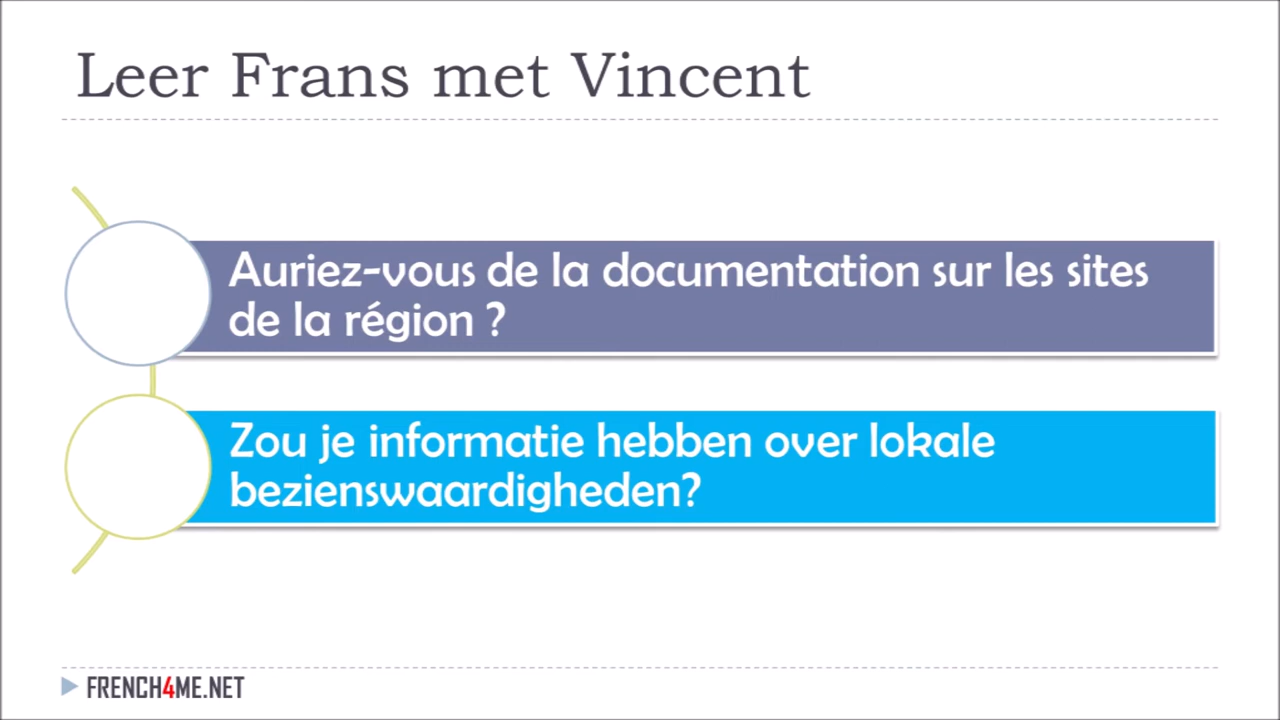 Leer Frans met Vincent
Auriez-vous de la documentation sur les sites
de la région ?
Zou je informatie hebben over lokale
bezienswaardigheden?
FRENCH4ME.NET